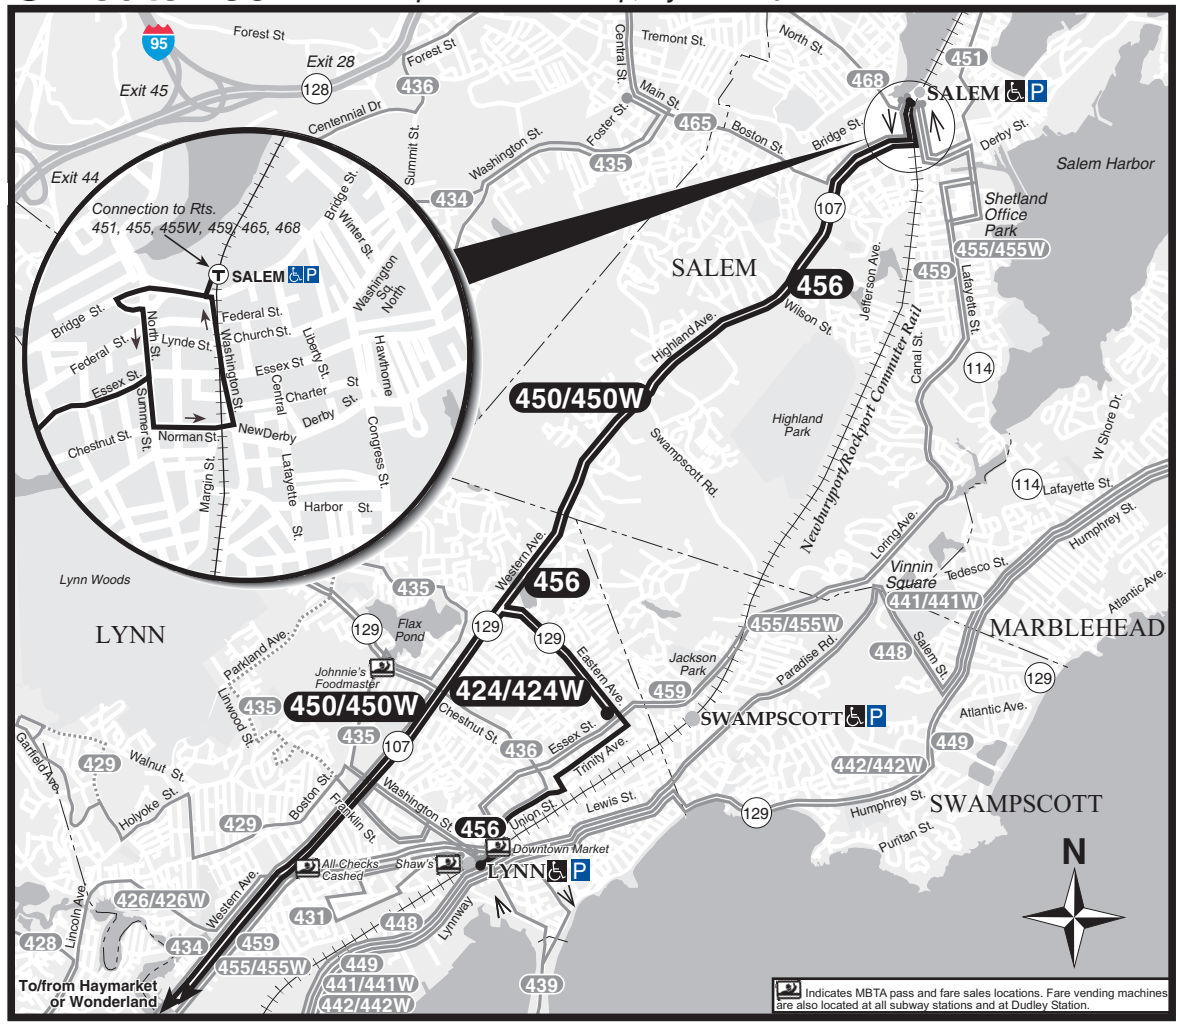 95
Forest St
Exit 28
Forest St
Exit 45
128
436
Centennial Dr
Central St.
Tremont St.
North St.
468
451
Main St.
SALEM
P
465
Boston St.
Bridge St.
Derby St.
Foster St.
Washington St.
435
Summit St.
434
Salem Harbor
Exit 44
Connection to Rts.
451, 455, 455W, 459, 465, 468
T SALEM P
Bridge St.
Winter St.
Washington
Sq.
North
Bridge St.
Federal St.
Essex St.
North St.
Lynde St.
Washington St.
Federal St.
Church St.
Essex St
Liberty St.
Central
Charter St
Hawthorne
Derby St.
Summer St.
Chestnut St.
Norman St.
New Derby
Congress St.
Lafayette St.
Margin St.
Harbor St.
107
SALEM
456
Wilson St.
Jefferson Ave.
Shetland
Office
Park
455/455W
459
Lafayette St.
Highland Ave.
Canal St.
114
450/450W
Highland
Park
Swampscott Rd.
Newburyport/Rockport Commuter Rail
W Shore Dr.
114
Lafayette St.
Humphrey St.
Loring Ave.
Vinnin
Square
Tedesco St.
Atlantic Ave.
441/441W
MARBLEHEAD
Western Ave.
456
Lynn Woods
LYNN
435
129
Flax
Pond
129
129
Parkland Ave.
Johnnie's
Foodmaster
Linwood St.
435
450/450W
424/424W
Eastern Ave
Jackson
Park
455/455W
Paradise Rd.
448
Salem St.
129
459
Atlantic Ave.
SWAMPSCOTT P
449
442/442W
435
107
Chestnut St.
436
Essex St.
Trinity Ave.
Garfield Ave.
429
Walnut St.
Holyoke St.
429
Boston St.
Franklin St.
Washington St
456
Union St.
Lewis St.
129
Humphrey St.
SWAMPSCOTT
Puritan St.
Downtown Market
Shaw's
All Checks
Cashed
LYNN P
N
Western Ave.
426/426W
Lincoln Ave.
428
434
431
448
Lynnway
459
455/455W
449
441/441W
442/442W
439
To/from Haymarket
or Wonderland
Indicates MBTA pass and fare sales locations. Fare vending machines
are also located at all subway stations and at Dudley Station.